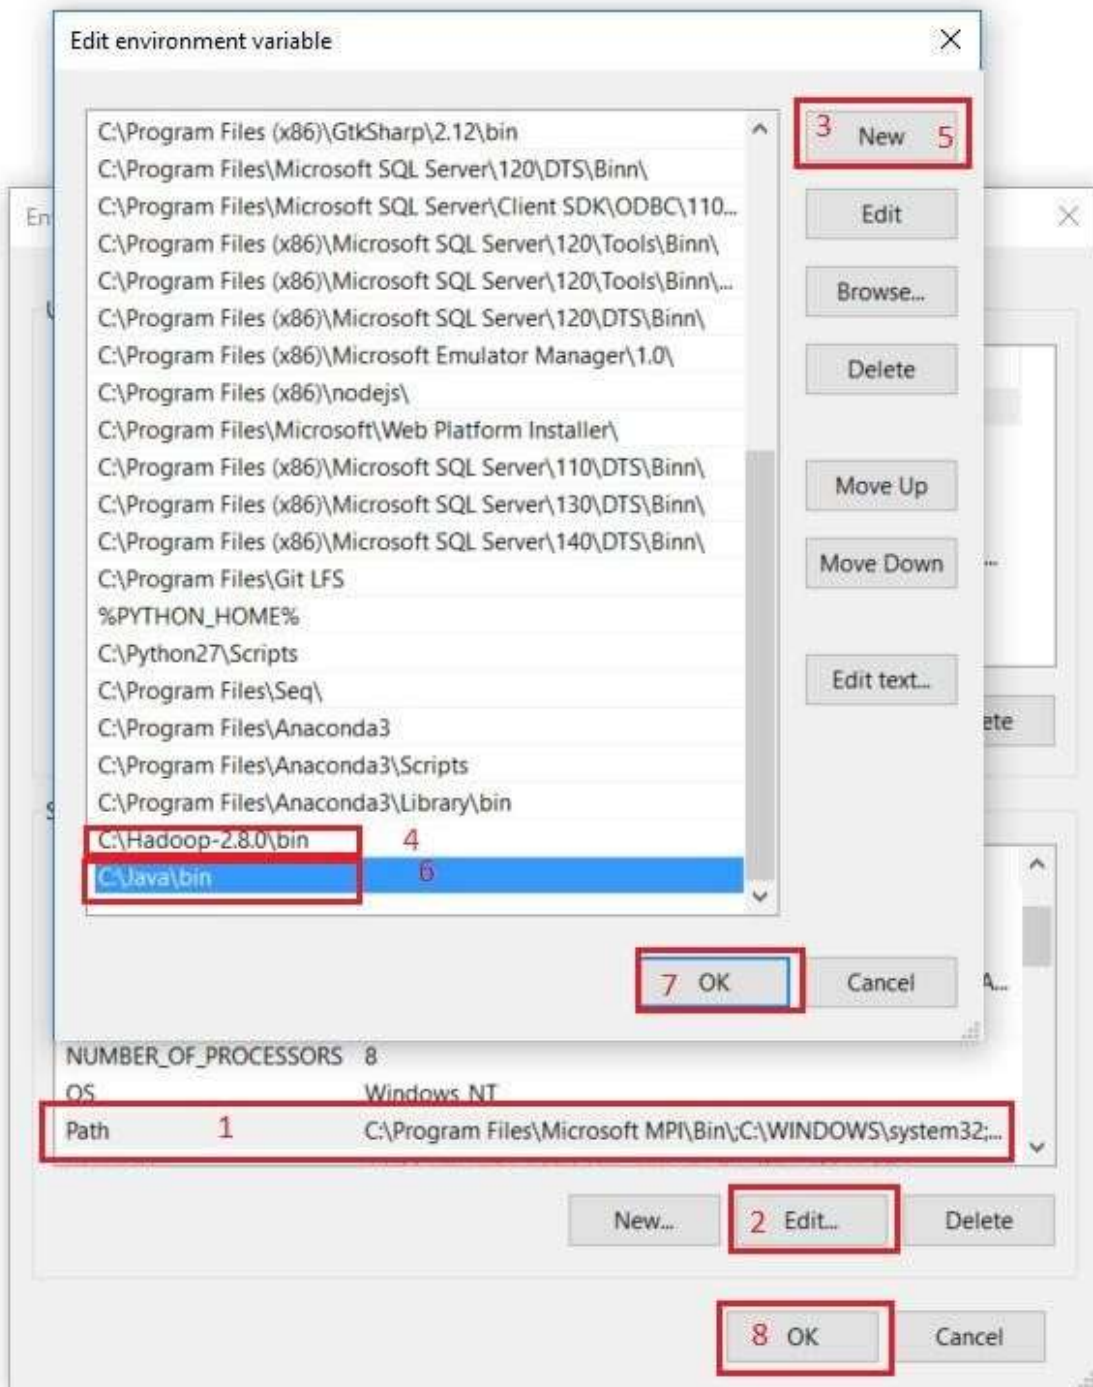 Edit environment variable
C:\Program Files (x86)\GtkSharp\2.12\bin
C:\Program Files\Microsoft SQL Server\120\DTS\Binn\
C:\Program Files\Microsoft SQL Server\Client SDK\ODBC\110...
C:\Program Files (x86)\Microsoft SQL Server\120\Tools\Binn\
C:\Program Files (x86)\Microsoft SQL Server\120\Tools\Binn\...
C:\Program Files (x86)\Microsoft SQL Server\120\DTS\Binn\
C:\Program Files (x86)\Microsoft Emulator Manager\1.0\
C:\Program Files (x86)\nodejs\
C:\Program Files\Microsoft\Web Platform Installer\
C:\Program Files (x86)\Microsoft SQL Server\110\DTS\Binn\
C:\Program Files (x86)\Microsoft SQL Server\130\DTS\Binn\
C:\Program Files (x86)\Microsoft SQL Server\140\DTS\Binn\
C:\Program Files\Git LFS
%PYTHON_HOME%
C:\Python27\Scripts
C:\Program Files\Seq\
C:\Program Files\Anaconda3
C:\Program Files\Anaconda3\Scripts
C:\Program Files\Anaconda3\Library\bin
C:\Hadoop-2.8.0\bin 4
C:\Java\bin 6
3 New 5
Edit
Browse...
Delete
Move Up
Move Down
Edit text...
7 OK
Cancel
En
ete
...
A...
NUMBER_OF_PROCESSORS 8
OS Windows_NT
Path 1 C:\Program Files\Microsoft MPI\Bin\;C:\WINDOWS\system32;...
New...
2 Edit...
Delete
8 OK
Cancel